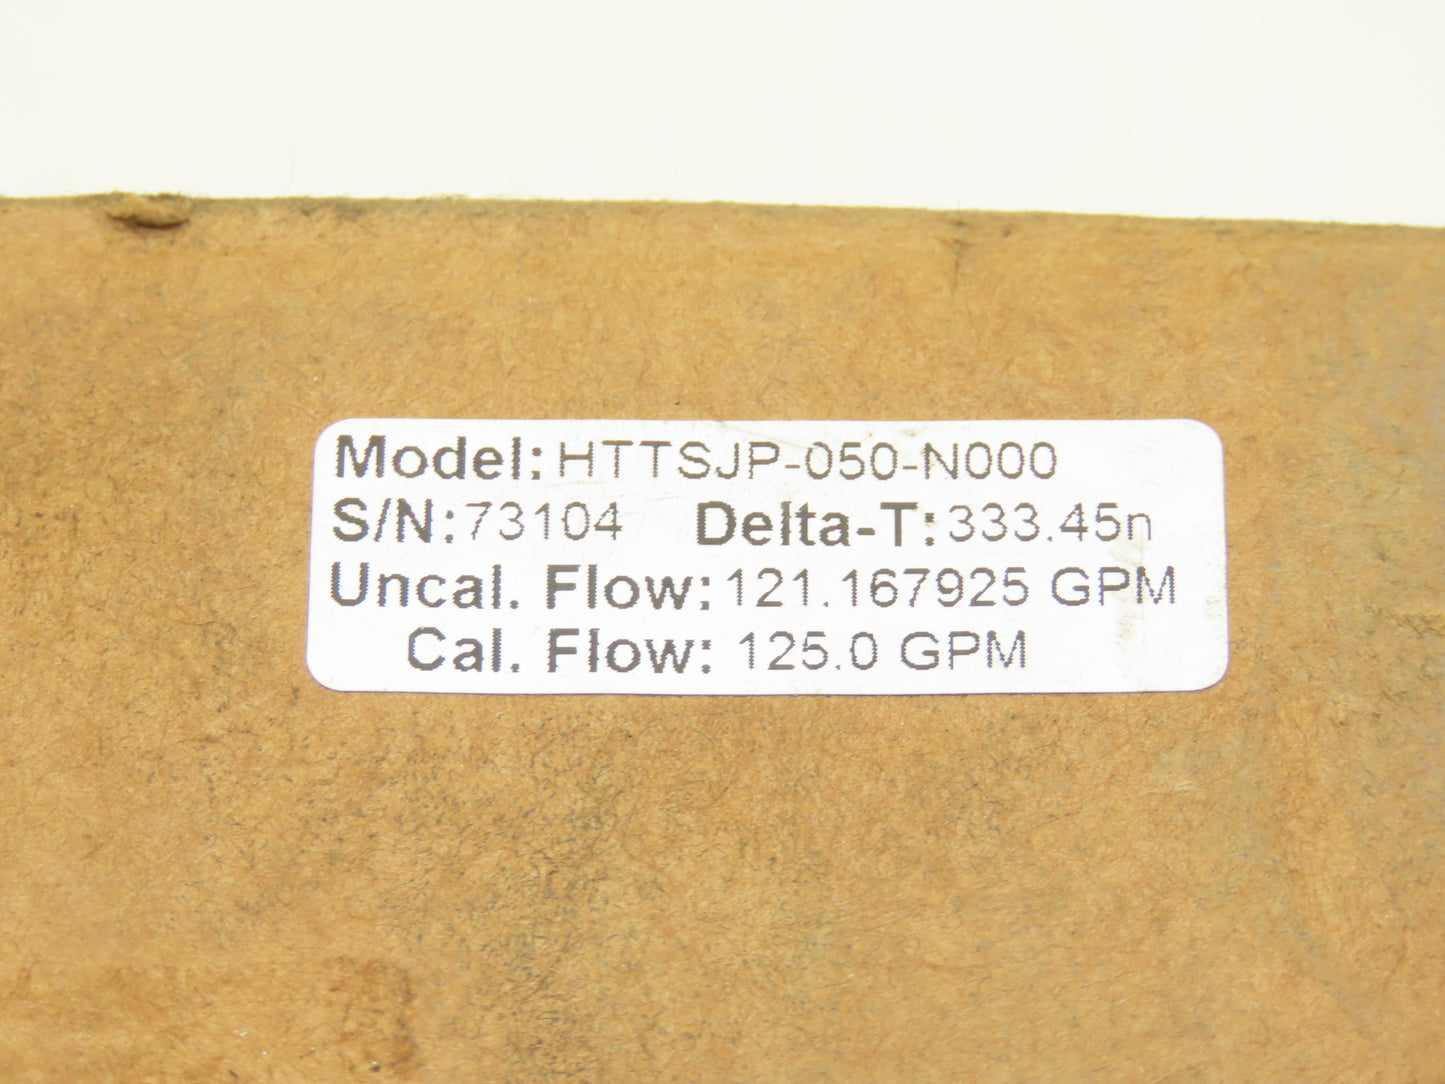 Model: HTTSJP-050-N000
S/N: 73104 Delta-T: 333.45n
Uncal. Flow: 121.167925 GPM
Cal. Flow: 125.0 GPM